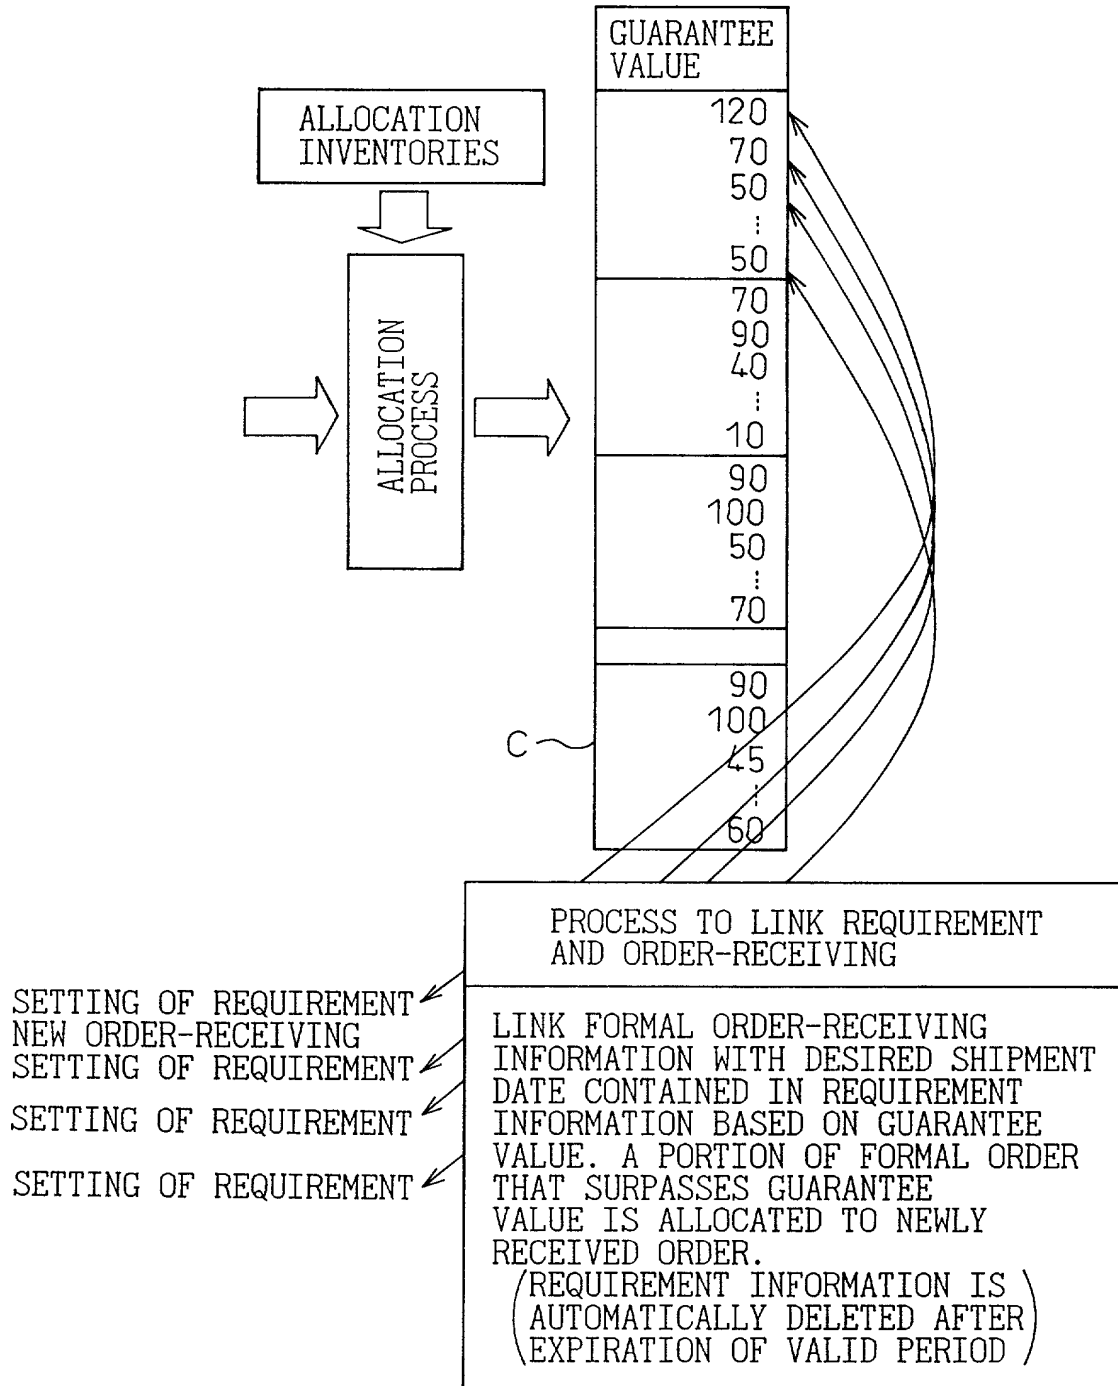 GUARANTEE
VALUE
120
70
50
50
70
90
40
10
90
100
50
70
90
100
45
60
ALLOCATION
INVENTORIES
ALLOCATION
PROCESS
C
PROCESS TO LINK REQUIREMENT
AND ORDER-RECEIVING
SETTING OF REQUIREMENT
NEW ORDER-RECEIVING
SETTING OF REQUIREMENT
SETTING OF REQUIREMENT
SETTING OF REQUIREMENT
LINK FORMAL ORDER-RECEIVING
INFORMATION WITH DESIRED SHIPMENT
DATE CONTAINED IN REQUIREMENT
INFORMATION BASED ON GUARANTEE
VALUE. A PORTION OF FORMAL ORDER
THAT SURPASSES GUARANTEE
VALUE IS ALLOCATED TO NEWLY
RECEIVED ORDER.
(REQUIREMENT INFORMATION IS
AUTOMATICALLY DELETED AFTER
EXPIRATION OF VALID PERIOD)